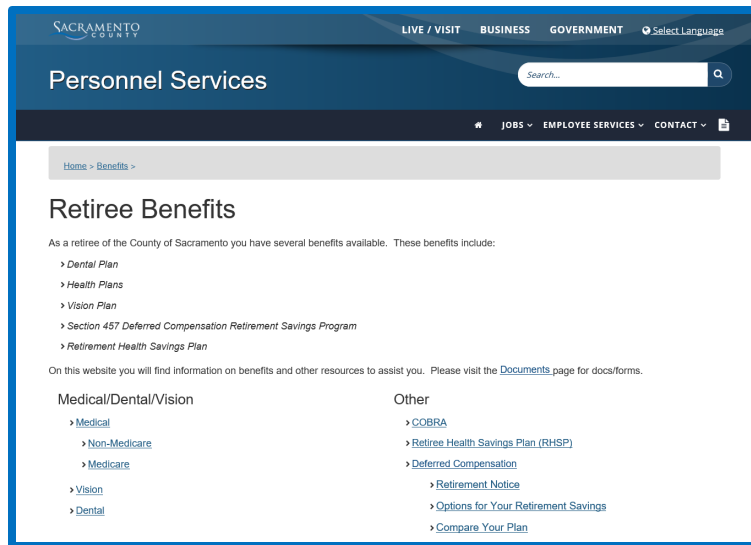 SACRAMENTO
COUNTY
LIVE / VISIT BUSINESS GOVERNMENT Select Language
Personnel Services
Search...
JOBS EMPLOYEE SERVICES CONTACT
Home > Benefits >
Retiree Benefits
As a retiree of the County of Sacramento you have several benefits available. These benefits include:
› Dental Plan
› Health Plans
› Vision Plan
› Section 457 Deferred Compensation Retirement Savings Program
› Retirement Health Savings Plan
On this website you will find information on benefits and other resources to assist you. Please visit the Documents page for docs/forms.
Medical/Dental/Vision
› Medical
› Non-Medicare
› Medicare
› Vision
› Dental
Other
› COBRA
› Retiree Health Savings Plan (RHSP)
› Deferred Compensation
› Retirement Notice
› Options for Your Retirement Savings
› Compare Your Plan